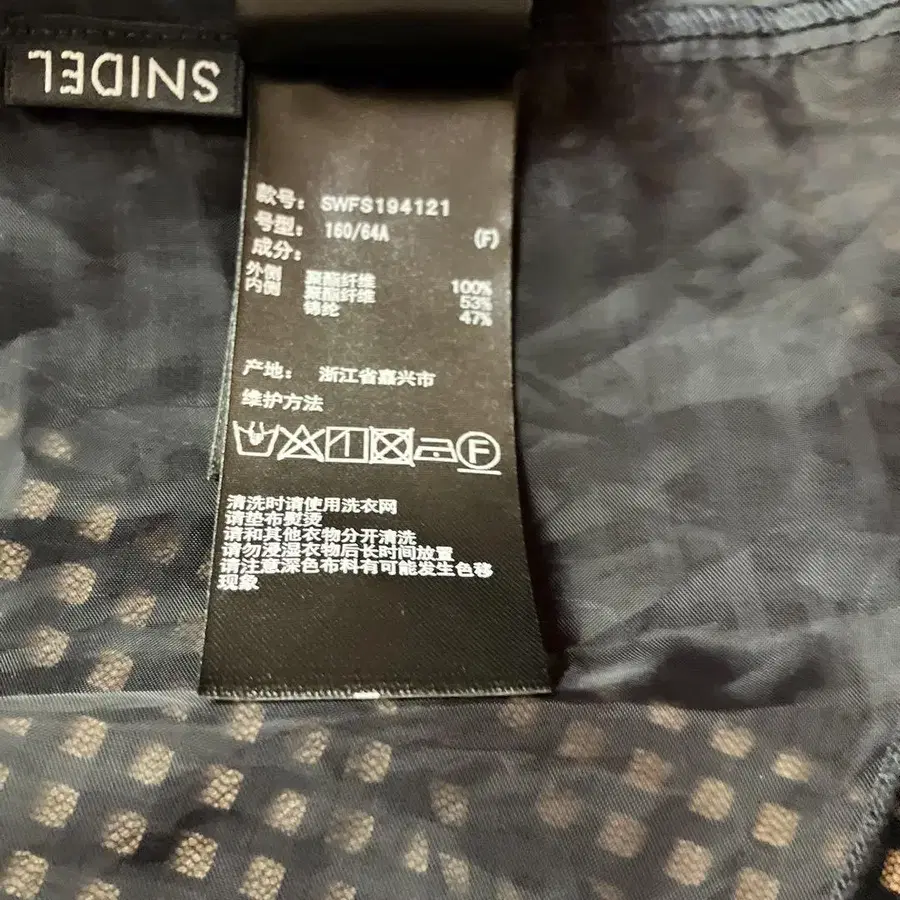 SNIDEL
款号: SWFS194121
号型: 160/64A (F)
成分:
外侧 聚酯纤维 100%
内侧 聚酯纤维 53%
锦纶 47%
产地: 浙江省嘉兴市
维护方法
F
清洗时请使用洗衣网
请垫布熨烫
请和其他衣物分开清洗
请勿浸湿衣物后长时间放置
请注意深色布料有可能发生色移
现象